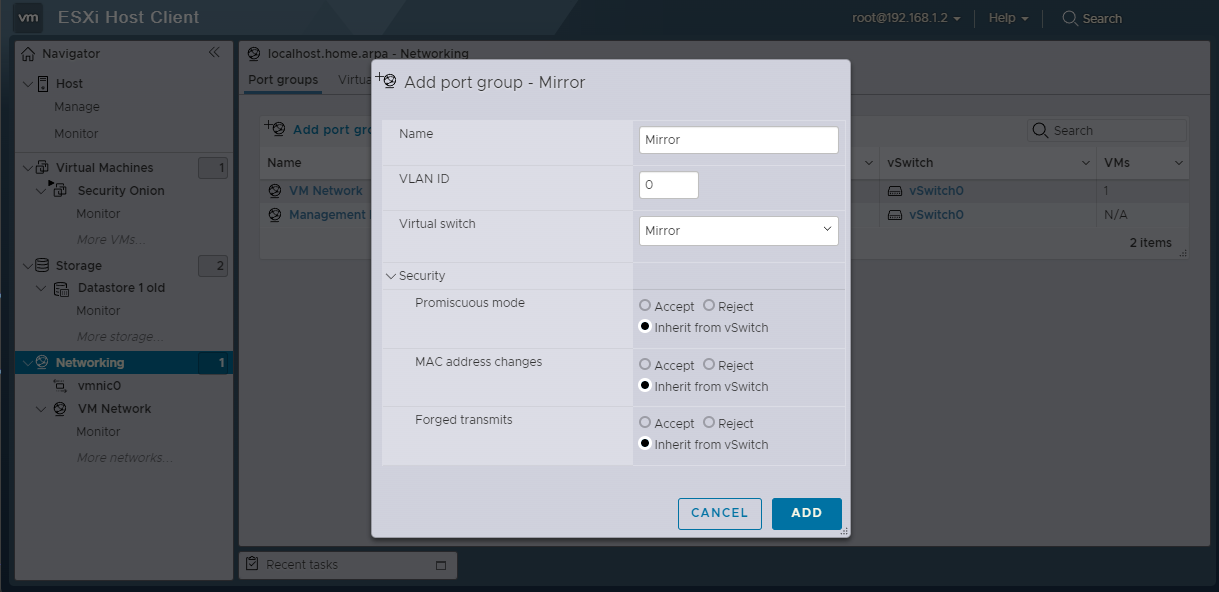 vm ESXi Host Client root@192.168.1.2 Help Search
Navigator
Host
Manage
Monitor
Virtual Machines 1
Security Onion
Monitor
More VMs...
Storage 2
Datastore 1 old
Monitor
More storage...
Networking 1
vmnic0
VM Network
Monitor
More networks...
localhost.home.arpa - Networking
Port groups
Add port
Search
Name vSwitch VMs
VM Network vSwitch0 1
Management vSwitch0 N/A
2 items
Add port group - Mirror
Name Mirror
VLAN ID 0
Virtual switch Mirror
Security
Promiscuous mode Accept Reject
Inherit from vSwitch
MAC address changes Accept Reject
Inherit from vSwitch
Forged transmits Accept Reject
Inherit from vSwitch
CANCEL ADD
Recent tasks